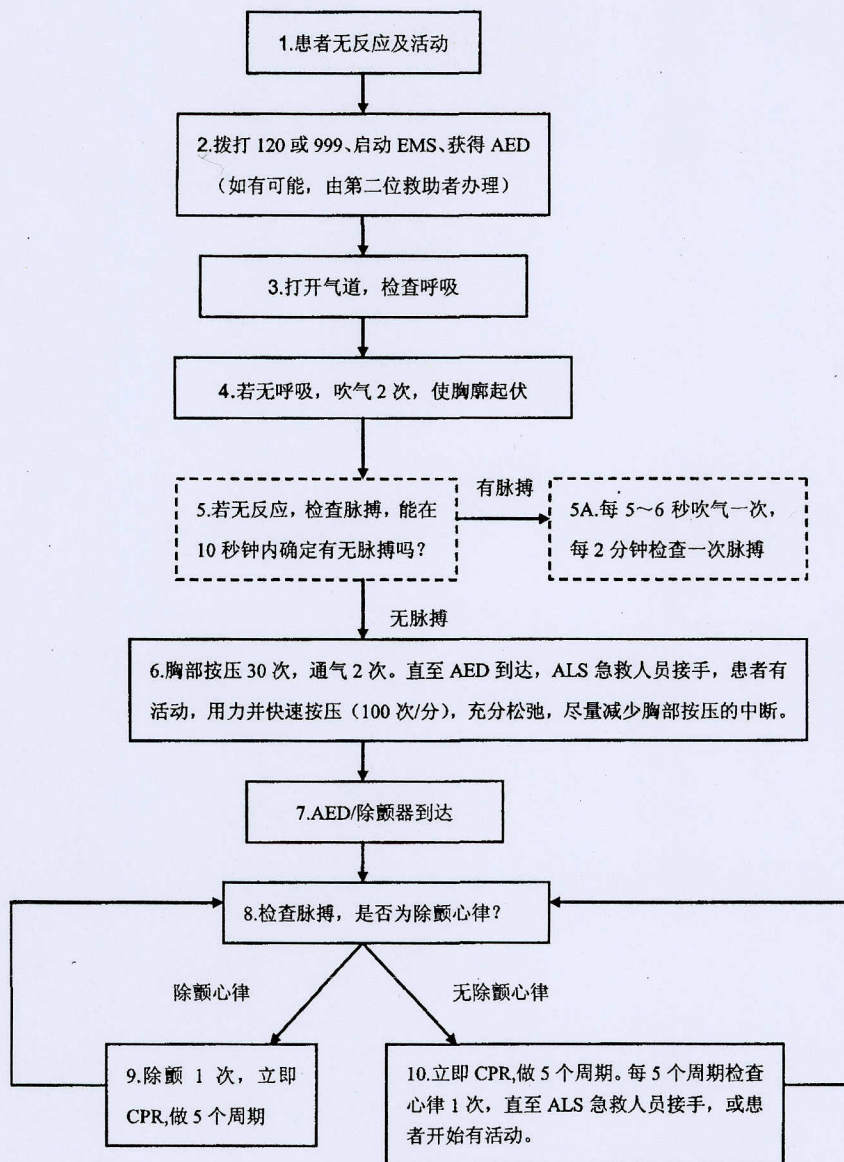 1.患者无反应及活动
2.拨打 120 或 999、启动 EMS、获得 AED
（如有可能，由第二位救助者办理）
3.打开气道，检查呼吸
4.若无呼吸，吹气 2 次，使胸廓起伏
5.若无反应，检查脉搏，能在
10 秒钟内确定有无脉搏吗？
有脉搏
5A.每 5～6 秒吹气一次，
每 2 分钟检查一次脉搏
无脉搏
6.胸部按压 30 次，通气 2 次。直至 AED 到达，ALS 急救人员接手，患者有
活动，用力并快速按压（100 次/分），充分松弛，尽量减少胸部按压的中断。
7.AED/除颤器到达
8.检查脉搏，是否为除颤心律？
除颤心律
无除颤心律
9.除颤 1 次，立即
CPR,做 5 个周期
10.立即 CPR,做 5 个周期。每 5 个周期检查
心律 1 次，直至 ALS 急救人员接手，或患
者开始有活动。